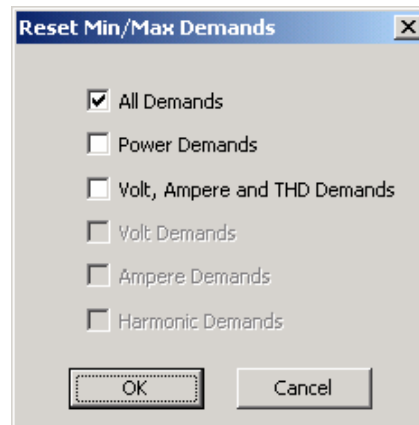 Reset Min/Max Demands
All Demands
Power Demands
Volt, Ampere and THD Demands
Volt Demands
Ampere Demands
Harmonic Demands
OK Cancel